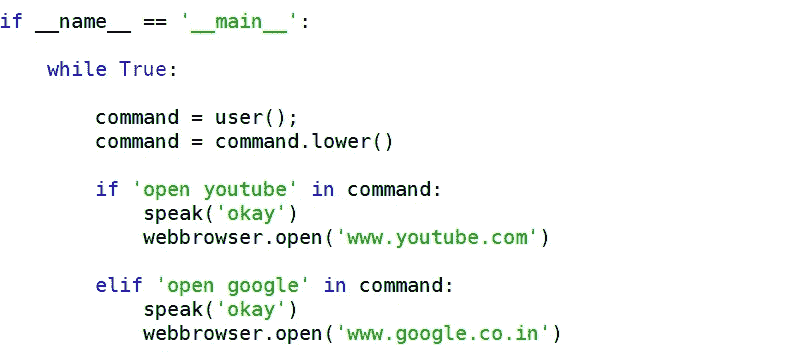 if __name__ == '__main__':
    while True:
        command = user();
        command = command.lower()
        if 'open youtube' in command:
            speak('okay')
            webbrowser.open('www.youtube.com')
        elif 'open google' in command:
            speak('okay')
            webbrowser.open('www.google.co.in')